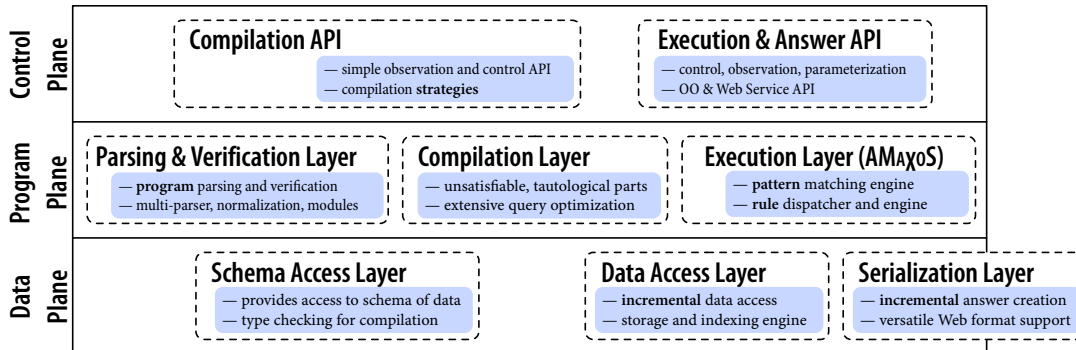 Control Plane
Compilation API
— simple observation and control API
— compilation strategies
Execution & Answer API
— control, observation, parameterization
— OO & Web Service API
Program Plane
Parsing & Verification Layer
— program parsing and verification
— multi-parser, normalization, modules
Compilation Layer
— unsatisfiable, tautological parts
— extensive query optimization
Execution Layer (AMAχOS)
— pattern matching engine
— rule dispatcher and engine
Data Plane
Schema Access Layer
— provides access to schema of data
— type checking for compilation
Data Access Layer
— incremental data access
— storage and indexing engine
Serialization Layer
— incremental answer creation
— versatile Web format support